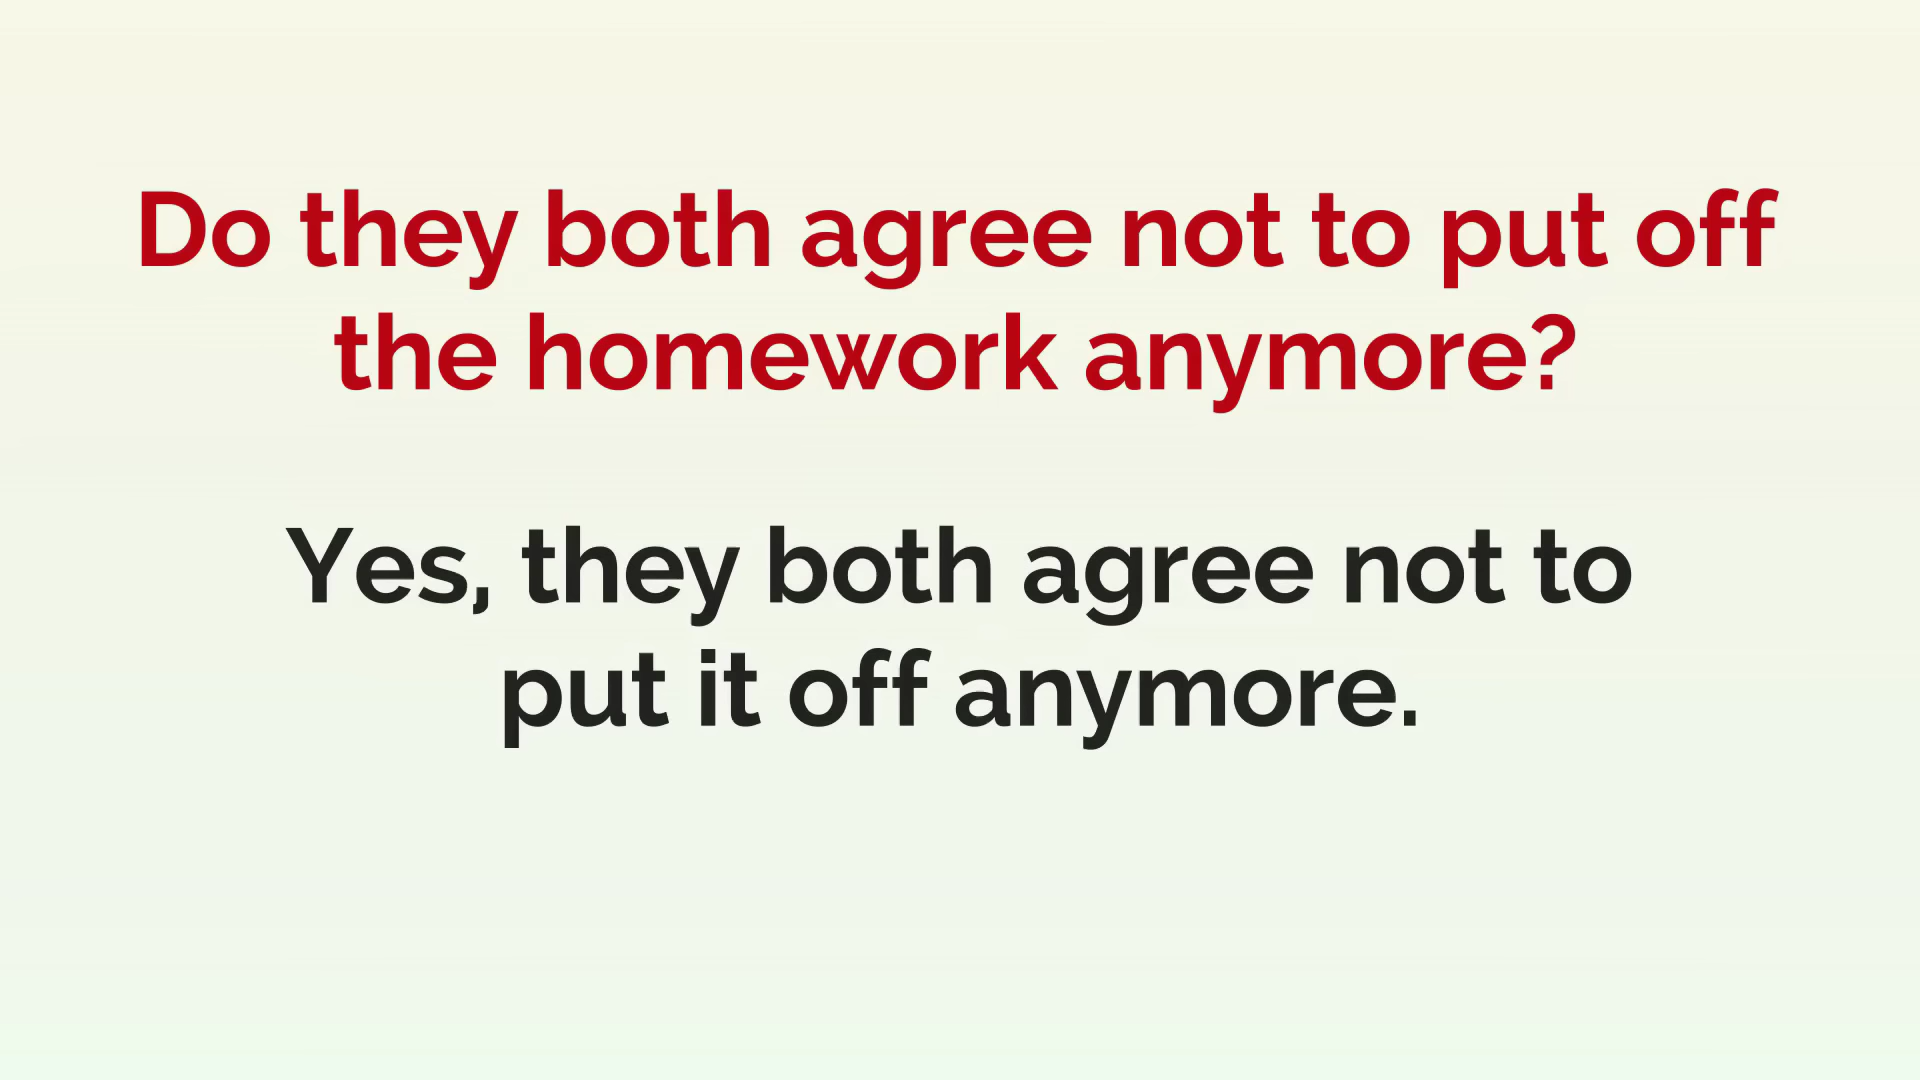 Do they both agree not to put off
the homework anymore?
Yes, they both agree not to
put it off anymore.